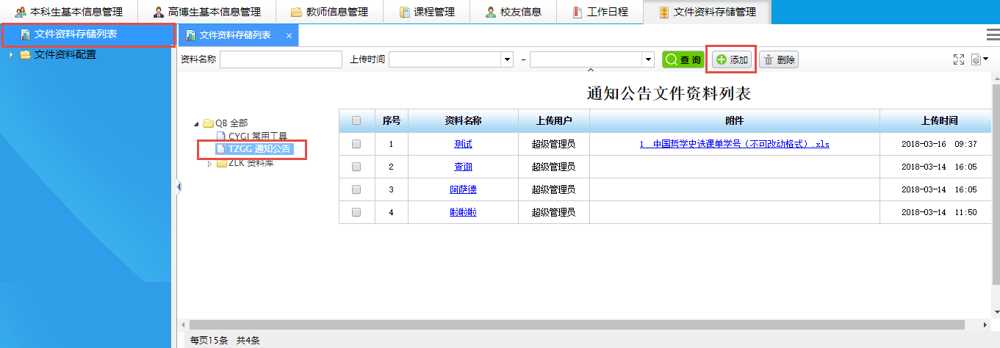 本科生基本信息管理 高博生基本信息管理 教师信息管理 课程管理 校友信息 工作日程 文件资料存储管理
文件资料存储列表
文件资料配置
文件资料存储列表 ×
资料名称 上传时间 - 查询 添加 删除
通知公告文件资料列表
QB 全部
CYGJ 常用工具
TZGG 通知公告
ZLK 资料库
序号 资料名称 上传用户 附件 上传时间
1 测试 超级管理员 1 中国哲学史选课单学号（不可改动格式）.xls 2018-03-16 09:37
2 查询 超级管理员 2018-03-14 16:05
3 阿萨德 超级管理员 2018-03-14 16:05
4 啦啦啦 超级管理员 2018-03-14 11:50
每页15条 共4条